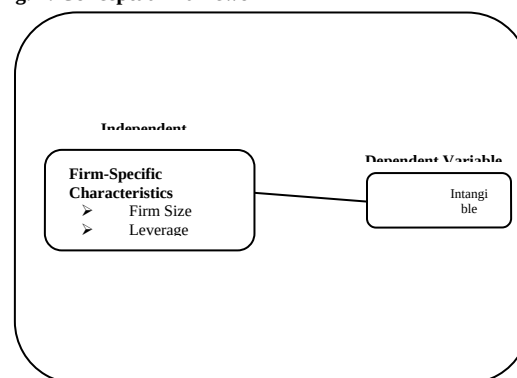 Independent
Dependent Variable
Firm-Specific
Characteristics
➢ Firm Size
➢ Leverage
Intangi
ble